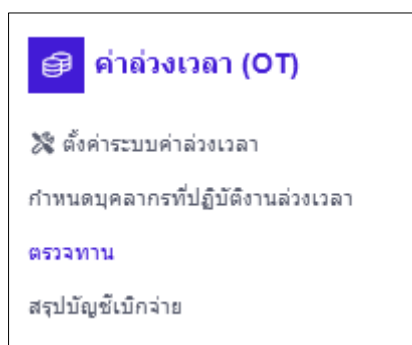 ค่าล่วงเวลา (OT)
ตั้งค่าระบบค่าล่วงเวลา
กำหนดบุคลากรที่ปฏิบัติงานล่วงเวลา
ตรวจทาน
สรุปบัญชีเบิกจ่าย